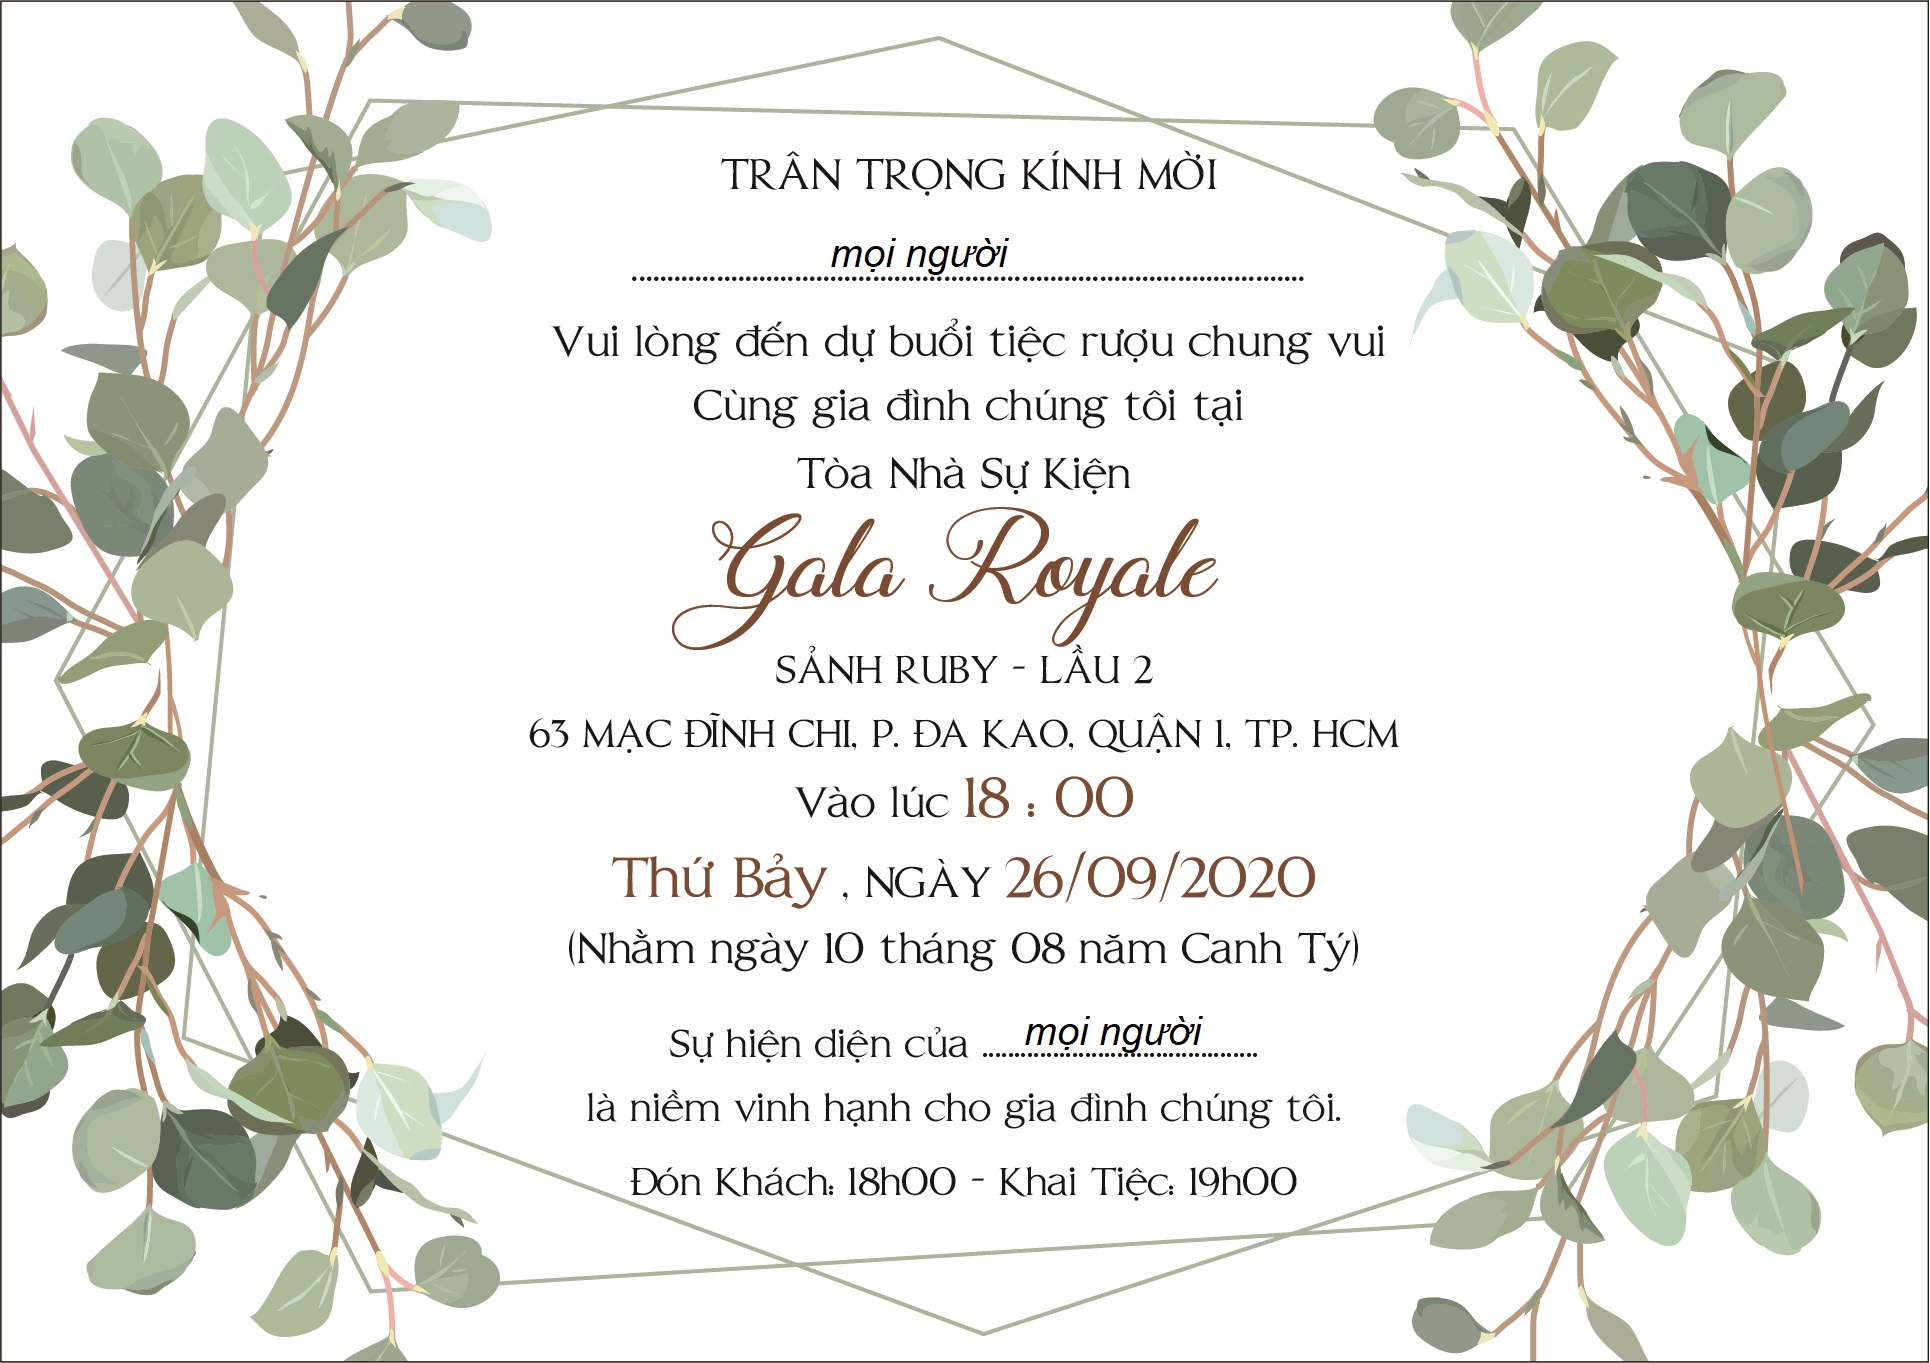 TRÂN TRỌNG KÍNH MỜI
mọi người
Vui lòng đến dự buổi tiệc rượu chung vui
Cùng gia đình chúng tôi tại
Tòa Nhà Sự Kiện
Gala Royale
SẢNH RUBY - LẦU 2
63 MẠC ĐĨNH CHI, P. ĐA KAO, QUẬN 1, TP. HCM
Vào lúc 18 : 00
Thứ Bảy , NGÀY 26/09/2020
(Nhằm ngày 10 tháng 08 năm Canh Tý)
Sự hiện diện của mọi người
là niềm vinh hạnh cho gia đình chúng tôi.
Đón Khách: 18h00 - Khai Tiệc: 19h00